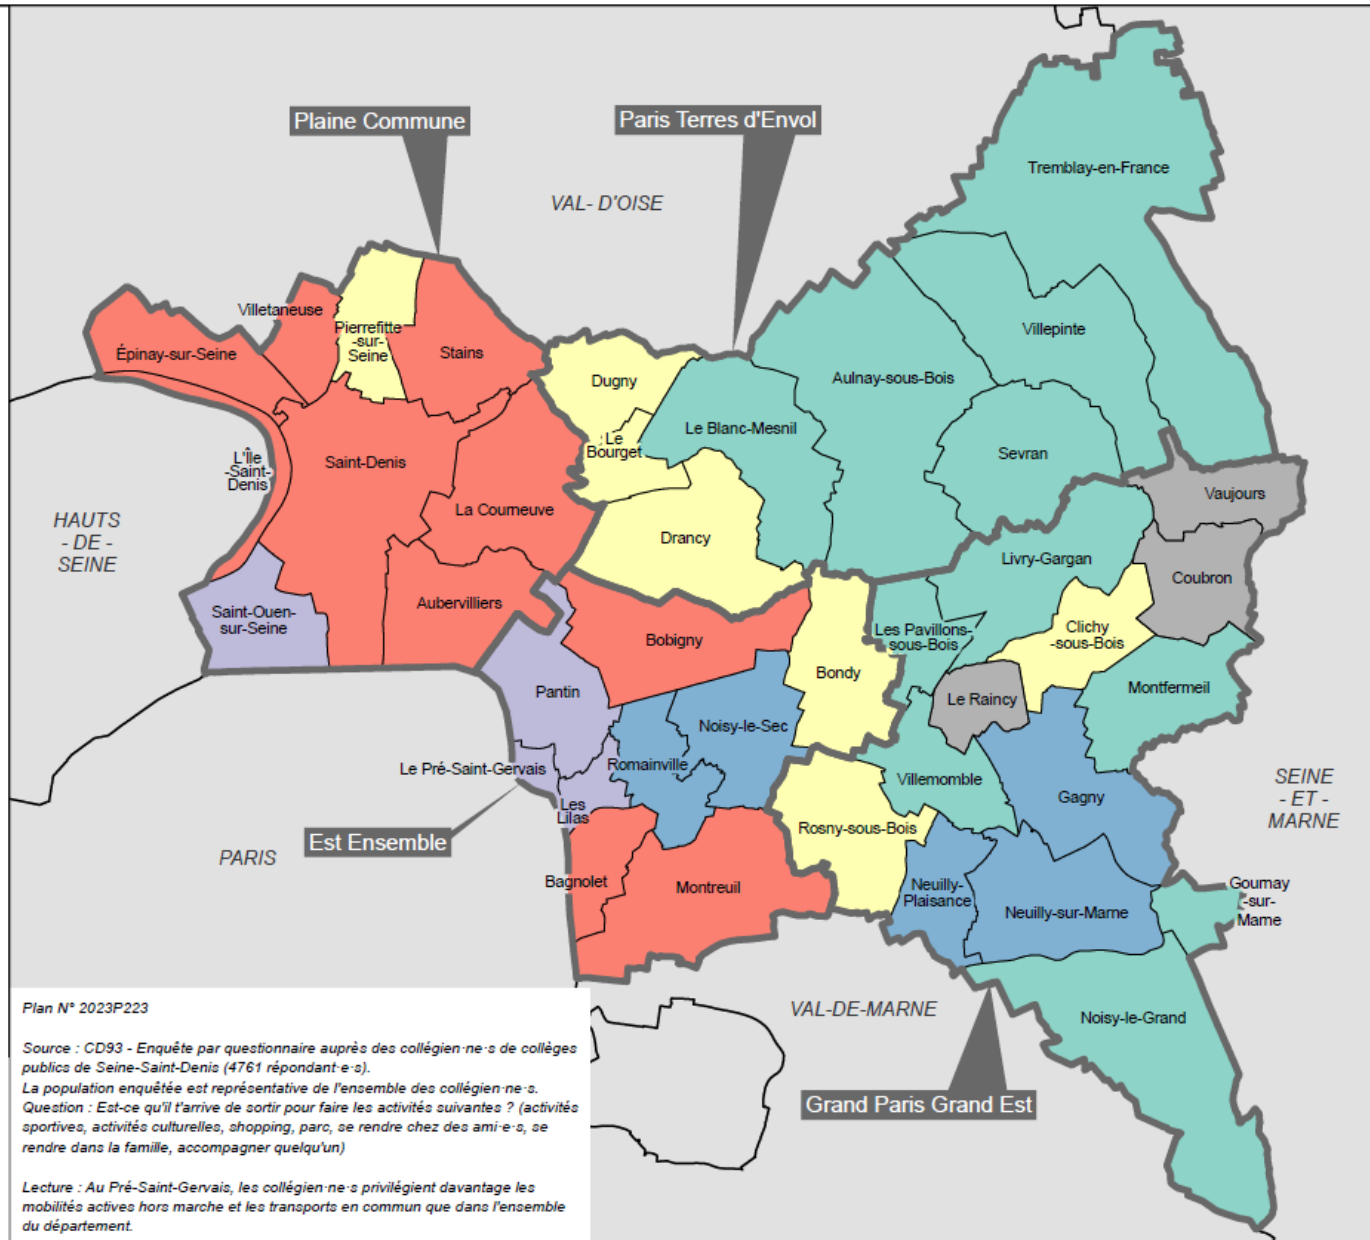 Plaine Commune
Paris Terres d'Envol
VAL- D'OISE
Tremblay-en-France
Villetaneuse
Pierrefitte
-sur-
Seine
Épinay-sur-Seine
Stains
Villepinte
Dugny
Aulnay-sous-Bois
Le Blanc-Mesnil
Le
Bourget
L'Île
-Saint-
Denis
Saint-Denis
Sevran
Vaujours
La Courneuve
HAUTS
- DE -
SEINE
Drancy
Livry-Gargan
Coubron
Saint-Ouen-
sur-Seine
Aubervilliers
Bobigny
Les Pavillons-
sous-Bois
Clichy
-sous-Bois
Bondy
Pantin
Le Raincy
Montfermeil
Noisy-le-Sec
Le Pré-Saint-Gervais
Romainville
Villemomble
Gagny
SEINE
- ET -
MARNE
Les
Lilas
Rosny-sous-Bois
Est Ensemble
PARIS
Bagnolet
Montreuil
Neuilly-
Plaisance
Neuilly-sur-Marne
Gournay
-sur-
Marne
VAL-DE-MARNE
Noisy-le-Grand
Grand Paris Grand Est
Plan N° 2023P223
Source : CD93 - Enquête par questionnaire auprès des collégien·ne·s de collèges
publics de Seine-Saint-Denis (4761 répondant·e·s).
La population enquêtée est représentative de l'ensemble des collégien·ne·s.
Question : Est-ce qu'il t'arrive de sortir pour faire les activités suivantes ? (activités
sportives, activités culturelles, shopping, parc, se rendre chez des ami·e·s, se
rendre dans la famille, accompagner quelqu'un)
Lecture : Au Pré-Saint-Gervais, les collégien·ne·s privilégient davantage les
mobilités actives hors marche et les transports en commun que dans l'ensemble
du département.